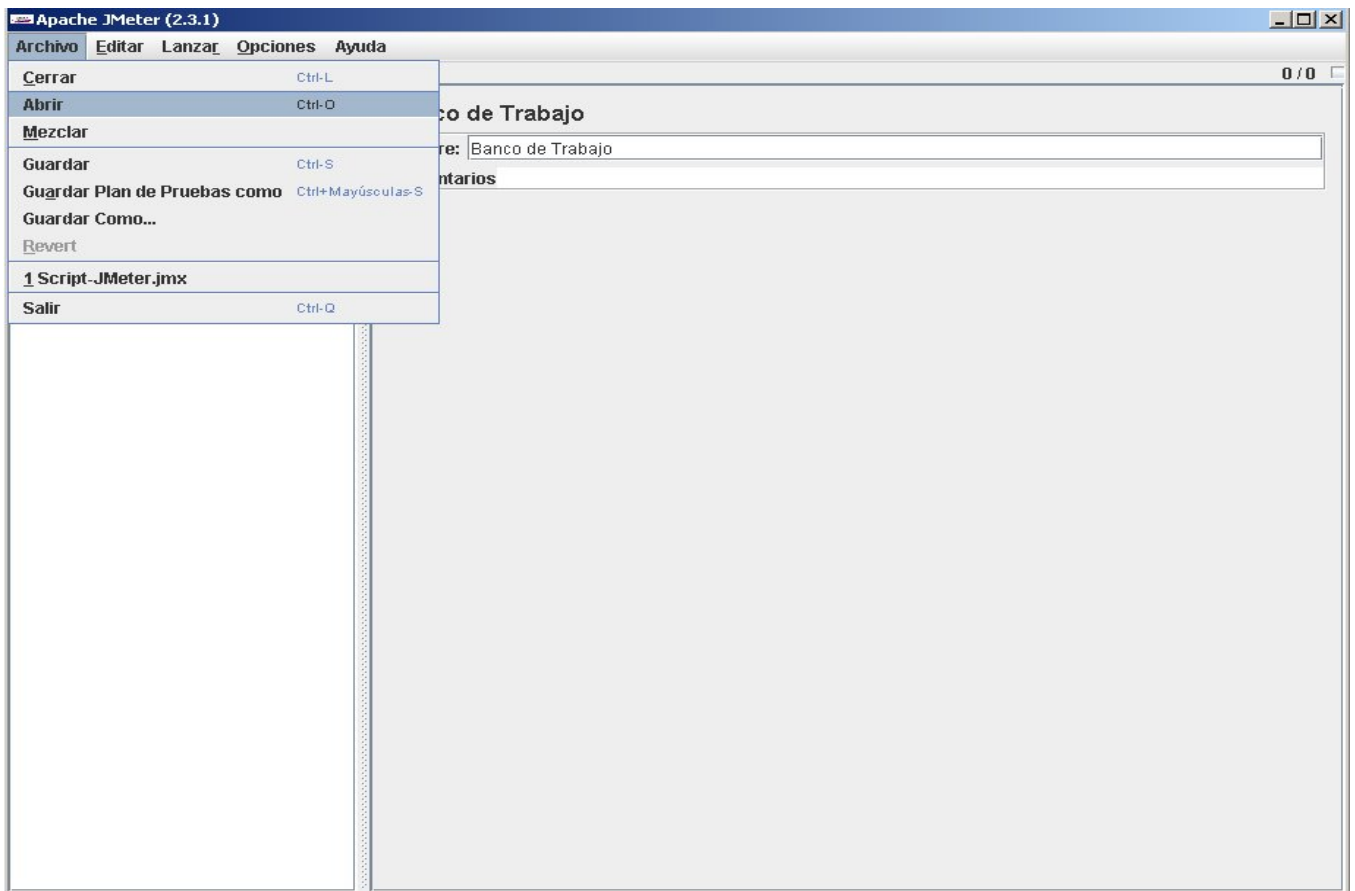 Apache JMeter (2.3.1)
Archivo Editar Lanzar Opciones Ayuda
0 / 0
Cerrar Ctrl-L
Abrir Ctrl-O
Mezclar
Guardar Ctrl-S
Guardar Plan de Pruebas como Ctrl+Mayúsculas-S
Guardar Como...
Revert
1 Script-JMeter.jmx
Salir Ctrl-Q
co de Trabajo
re: Banco de Trabajo
ntarios